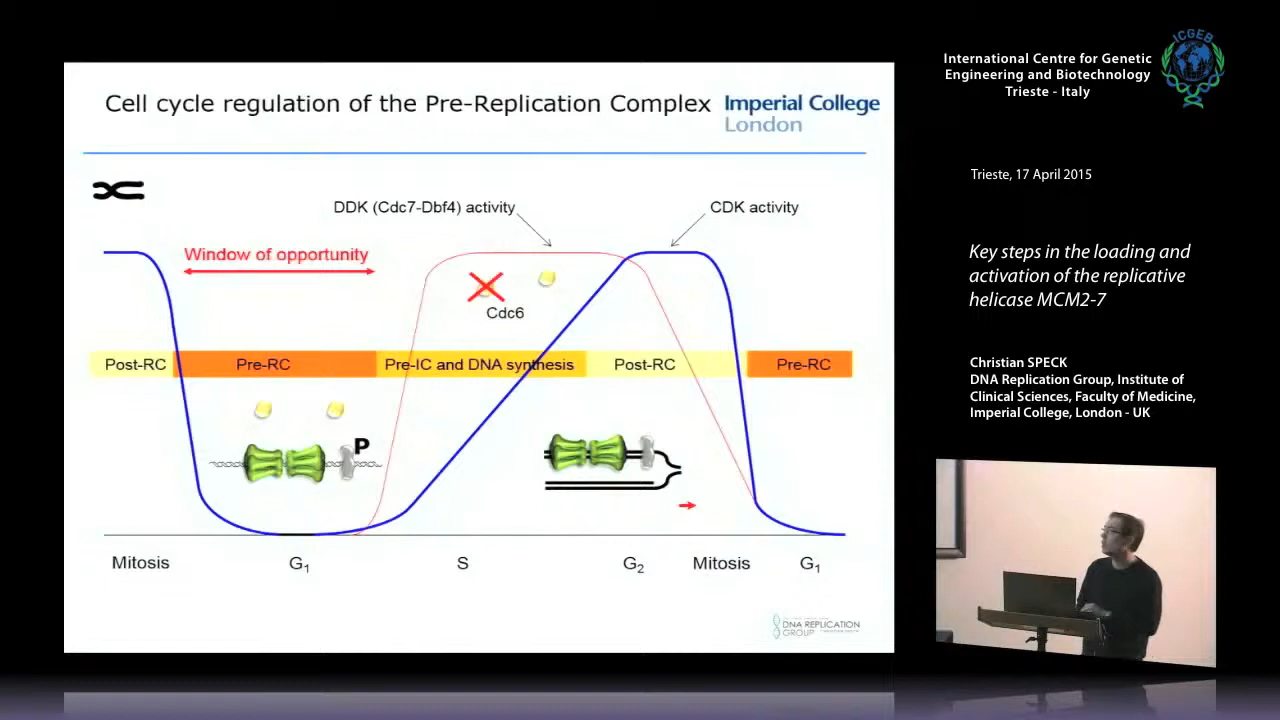 Cell cycle regulation of the Pre-Replication Complex
Imperial College
London
DDK (Cdc7-Dbf4) activity
CDK activity
Window of opportunity
Cdc6
Post-RC
Pre-RC
Pre-IC and DNA synthesis
Post-RC
Pre-RC
P
Mitosis
G₁
S
G₂
Mitosis
G₁
DNA REPLICATION
GROUP
ICGEB
International Centre for Genetic
Engineering and Biotechnology
Trieste - Italy
Trieste, 17 April 2015
Key steps in the loading and
activation of the replicative
helicase MCM2-7
Christian SPECK
DNA Replication Group, Institute of
Clinical Sciences, Faculty of Medicine,
Imperial College, London - UK